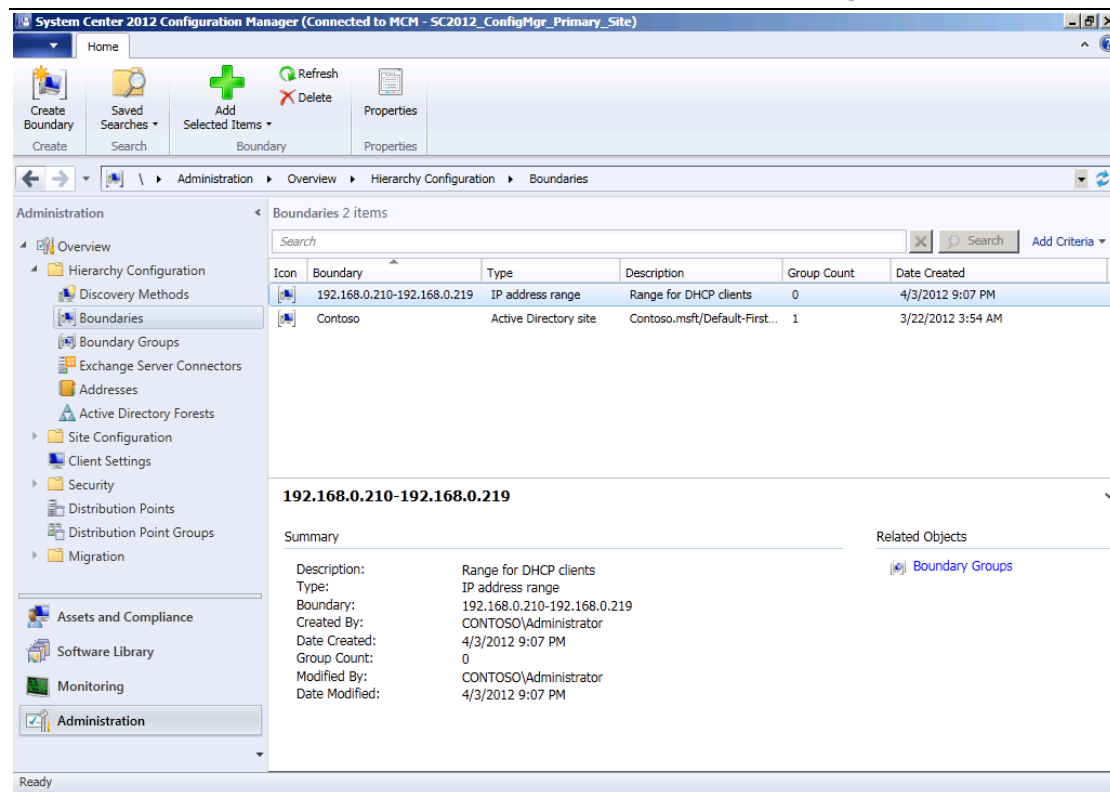 System Center 2012 Configuration Manager (Connected to MCM - SC2012_ConfigMgr_Primary_Site)
Home
Create Boundary
Saved Searches
Add Selected Items
Refresh
Delete
Properties
Create Search Boundary Properties
\ Administration Overview Hierarchy Configuration Boundaries
Administration
Overview
Hierarchy Configuration
Discovery Methods
Boundaries
Boundary Groups
Exchange Server Connectors
Addresses
Active Directory Forests
Site Configuration
Client Settings
Security
Distribution Points
Distribution Point Groups
Migration
Assets and Compliance
Software Library
Monitoring
Administration
Boundaries 2 items
Search Search Add Criteria
Icon Boundary Type Description Group Count Date Created
192.168.0.210-192.168.0.219 IP address range Range for DHCP clients 0 4/3/2012 9:07 PM
Contoso Active Directory site Contoso.msft/Default-First... 1 3/22/2012 3:54 AM
192.168.0.210-192.168.0.219
Summary
Description: Range for DHCP clients
Type: IP address range
Boundary: 192.168.0.210-192.168.0.219
Created By: CONTOSO\Administrator
Date Created: 4/3/2012 9:07 PM
Group Count: 0
Modified By: CONTOSO\Administrator
Date Modified: 4/3/2012 9:07 PM
Related Objects
Boundary Groups
Ready